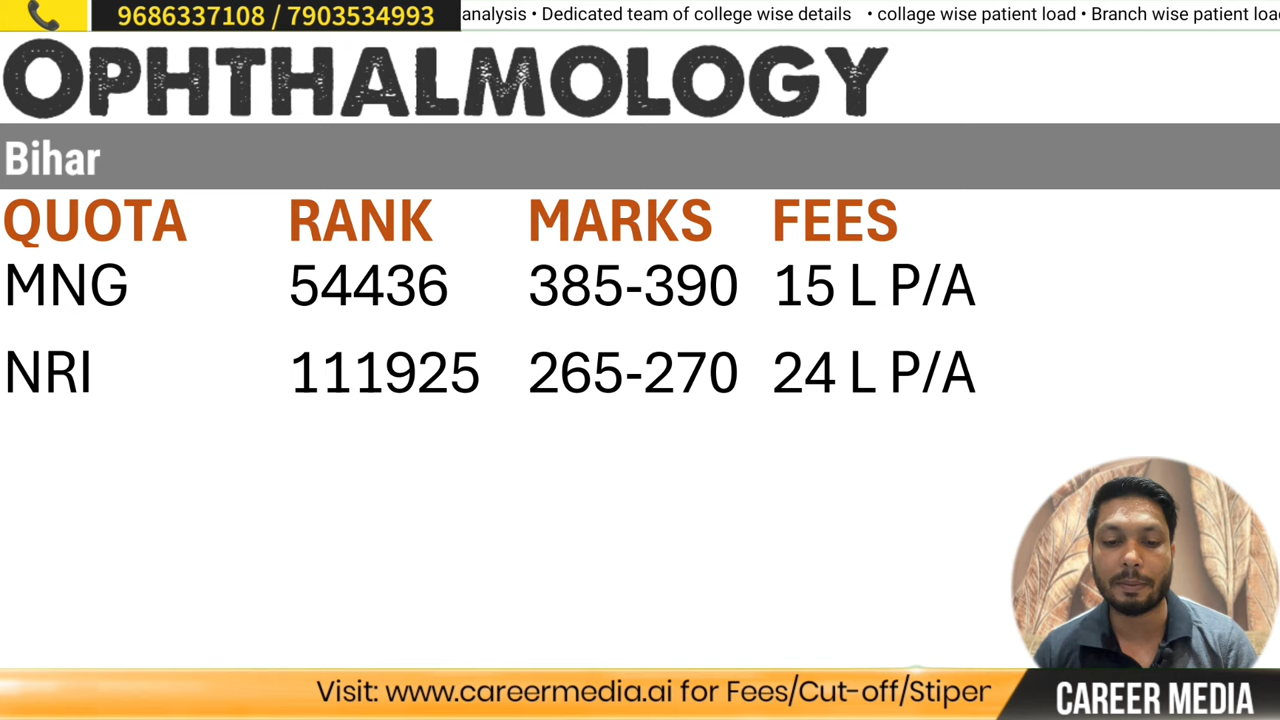 9686337108 / 7903534993
analysis • Dedicated team of college wise details • collage wise patient load • Branch wise patient loa
OPHTHALMOLOGY
Bihar
QUOTA RANK MARKS FEES
MNG 54436 385-390 15 L P/A
NRI 111925 265-270 24 L P/A
Visit: www.careermedia.ai for Fees/Cut-off/Stiper
CAREER MEDIA